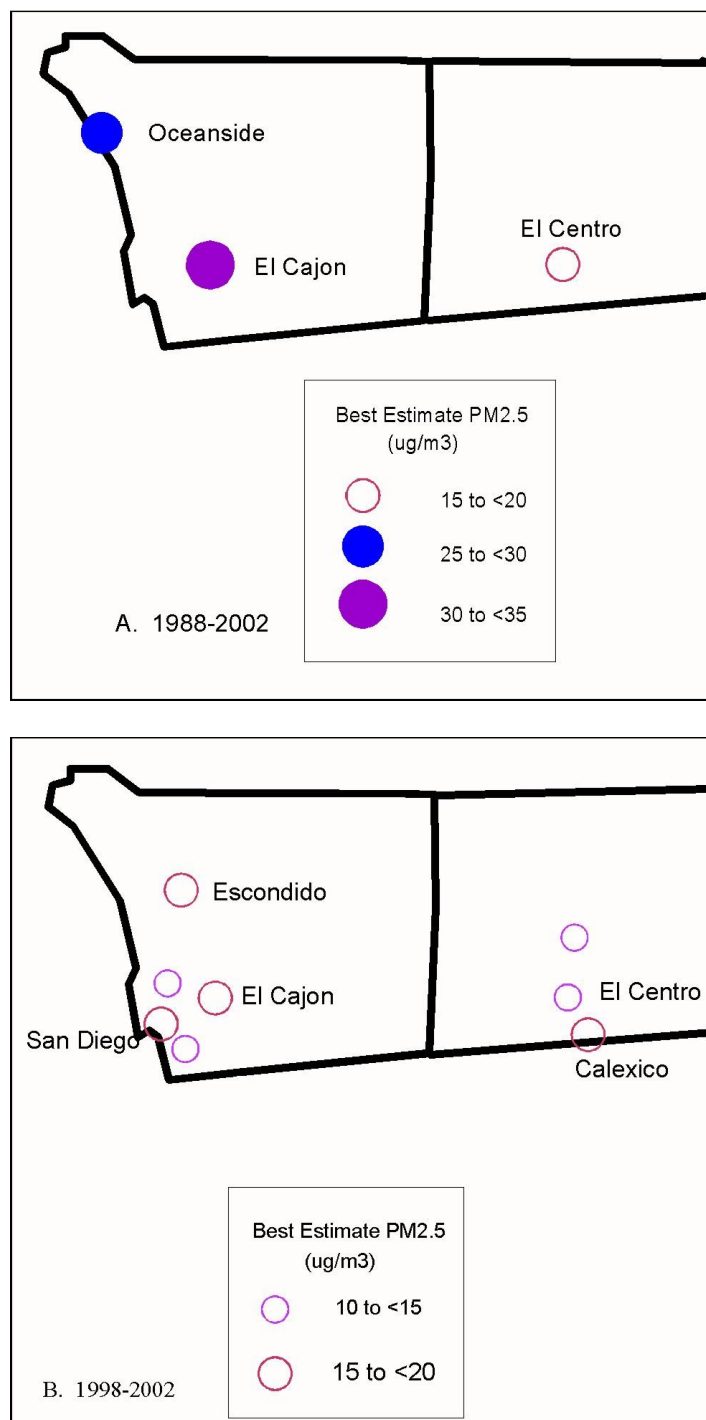 Oceanside
El Centro
El Cajon
Best Estimate PM2.5
(ug/m3)
15 to <20
25 to <30
30 to <35
A. 1988-2002
Escondido
El Cajon
El Centro
San Diego
Calexico
Best Estimate PM2.5
(ug/m3)
10 to <15
15 to <20
B. 1998-2002